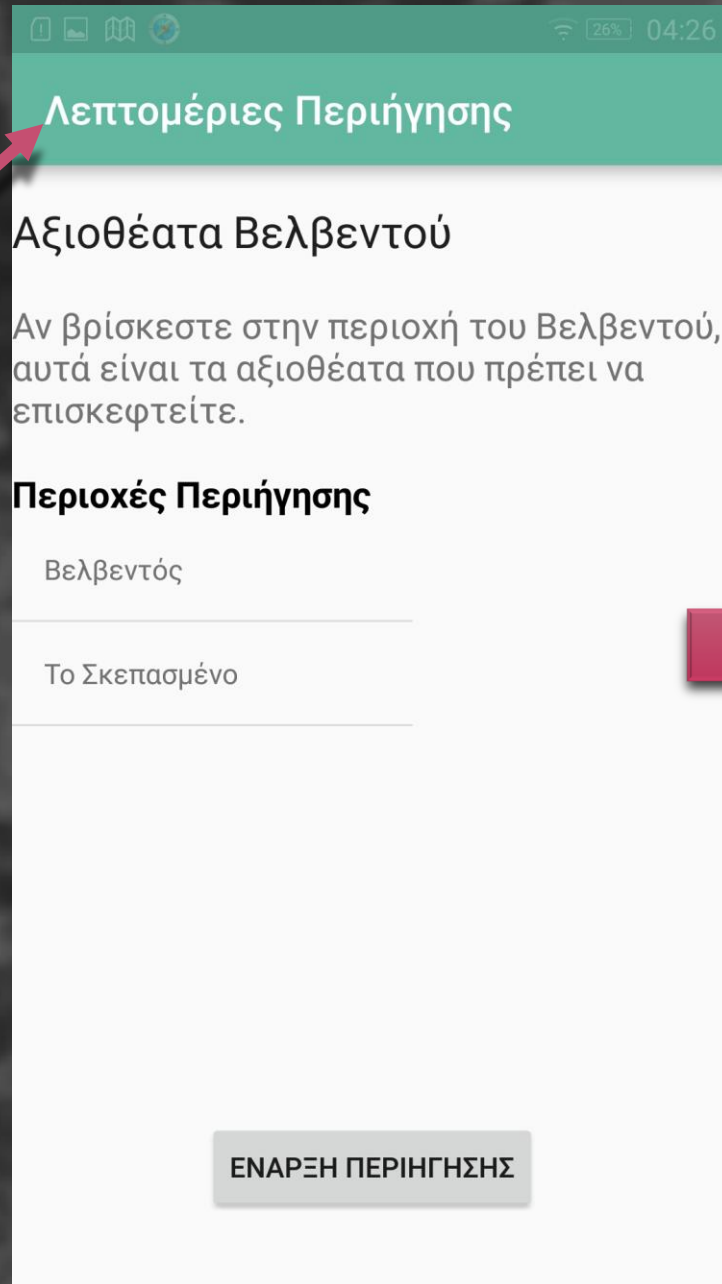 26% 04:26
Λεπτομέριες Περιήγησης
Αξιοθέατα Βελβεντού
Αν βρίσκεστε στην περιοχή του Βελβεντού,
αυτά είναι τα αξιοθέατα που πρέπει να
επισκεφτείτε.
Περιοχές Περιήγησης
Βελβεντός
Το Σκεπασμένο
ΕΝΑΡΞΗ ΠΕΡΙΗΓΗΣΗΣ